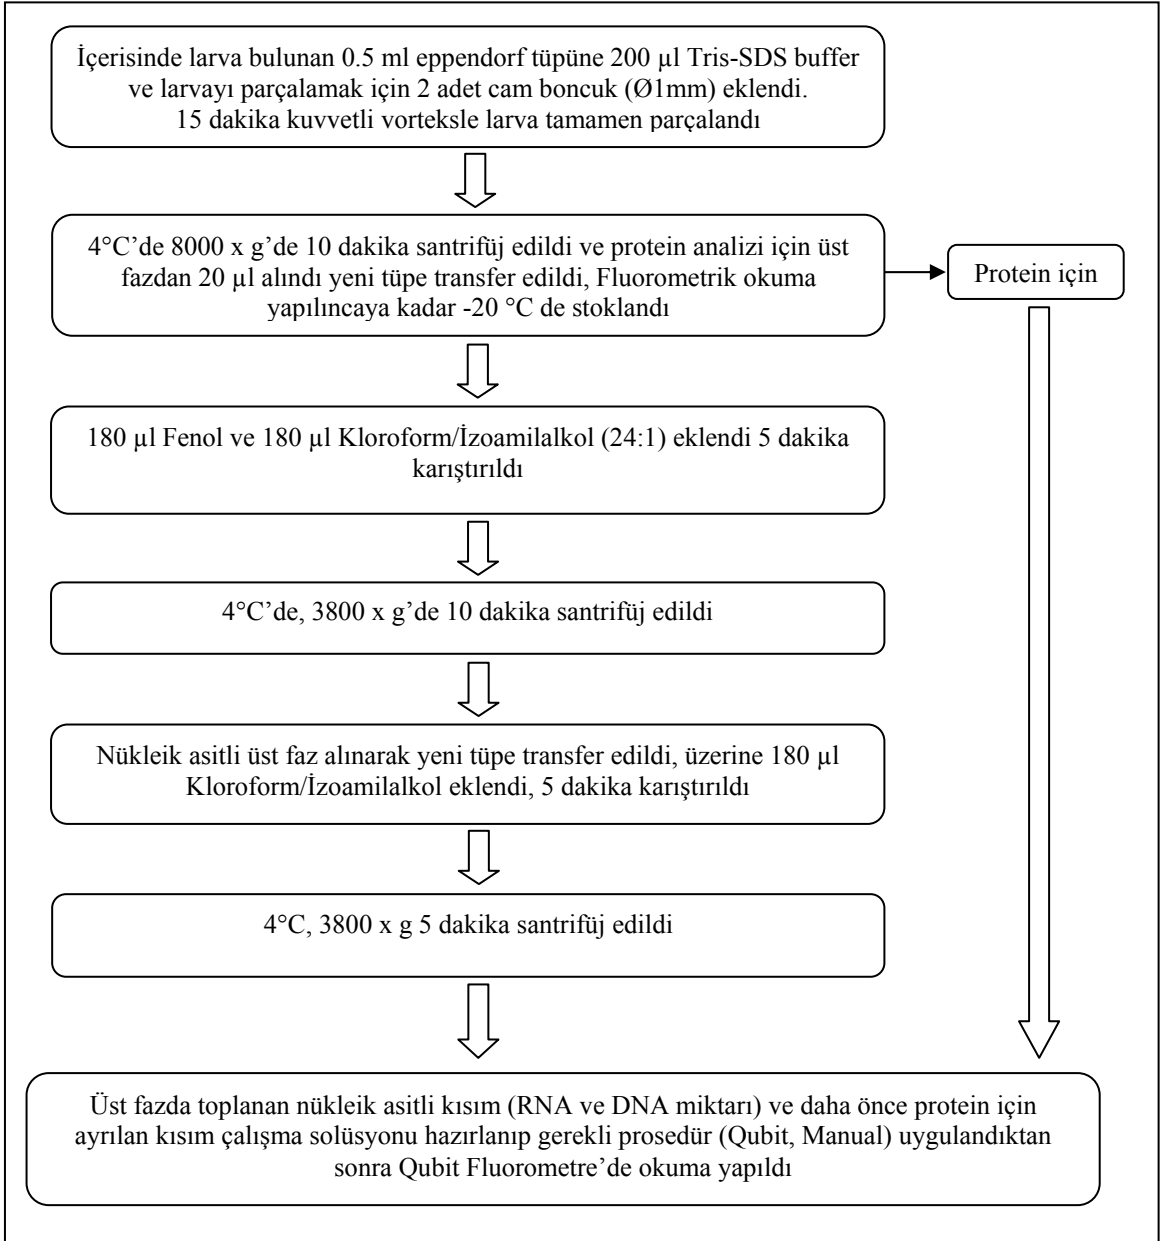 İçerisinde larva bulunan 0.5 ml eppendorf tüpüne 200 µl Tris-SDS buffer
ve larvayı parçalamak için 2 adet cam boncuk (Ø1mm) eklendi.
15 dakika kuvvetli vorteksle larva tamamen parçalandı
4°C’de 8000 x g’de 10 dakika santrifüj edildi ve protein analizi için üst
fazdan 20 µl alındı yeni tüpe transfer edildi, Fluorometrik okuma
yapılıncaya kadar -20 °C de stoklandı
Protein için
180 µl Fenol ve 180 µl Kloroform/İzoamilalkol (24:1) eklendi 5 dakika
karıştırıldı
4°C’de, 3800 x g’de 10 dakika santrifüj edildi
Nükleik asitli üst faz alınarak yeni tüpe transfer edildi, üzerine 180 µl
Kloroform/İzoamilalkol eklendi, 5 dakika karıştırıldı
4°C, 3800 x g 5 dakika santrifüj edildi
Üst fazda toplanan nükleik asitli kısım (RNA ve DNA miktarı) ve daha önce protein için
ayrılan kısım çalışma solüsyonu hazırlanıp gerekli prosedür (Qubit, Manual) uygulandıktan
sonra Qubit Fluorometre’de okuma yapıldı